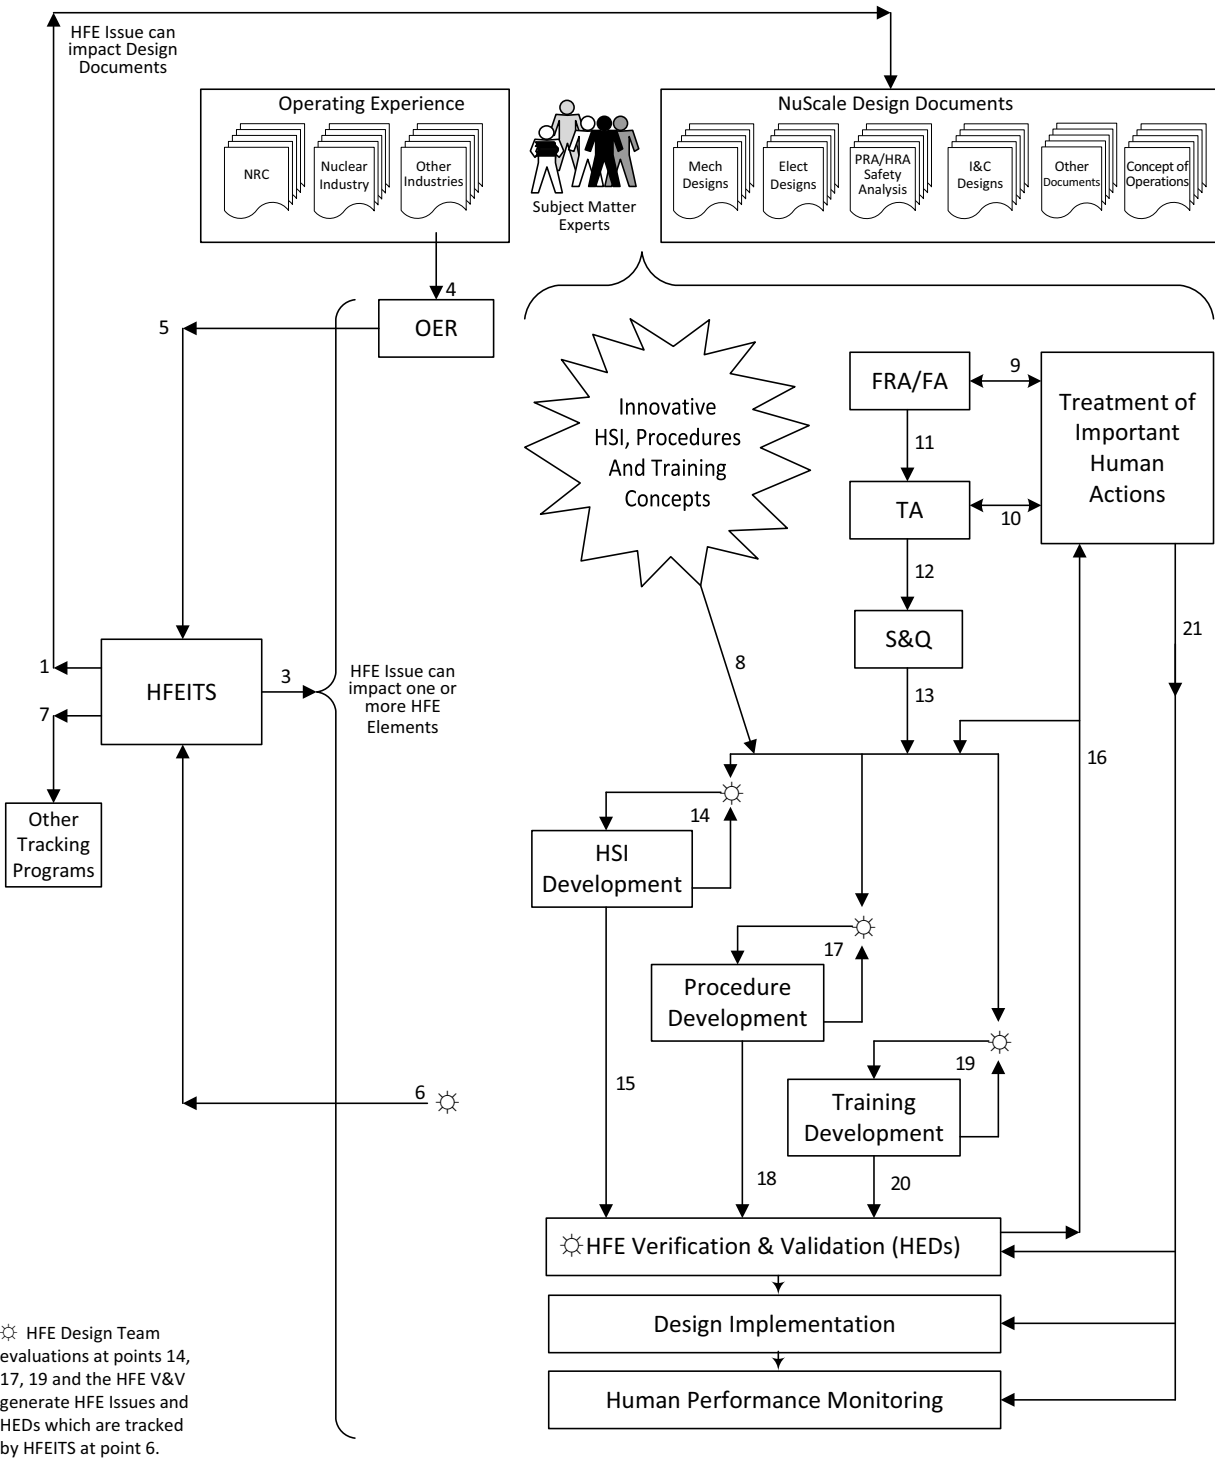 HFE Issue can
impact Design
Documents
Operating Experience
NRC
Nuclear
Industry
Other
Industries
Subject Matter
Experts
NuScale Design Documents
Mech
Designs
Elect
Designs
PRA/HRA
Safety
Analysis
I&C
Designs
Other
Documents
Concept of
Operations
4
OER
5
Innovative
HSI, Procedures
And Training
Concepts
FRA/FA
9
Treatment of
Important
Human
Actions
11
TA
10
12
S&Q
13
21
8
16
1
HFEITS
3
7
HFE Issue can
impact one or
more HFE
Elements
Other
Tracking
Programs
14
HSI
Development
17
Procedure
Development
19
Training
Development
6
15
18
20
HFE Verification & Validation (HEDs)
Design Implementation
Human Performance Monitoring
HFE Design Team
evaluations at points 14,
17, 19 and the HFE V&V
generate HFE Issues and
HEDs which are tracked
by HFEITS at point 6.